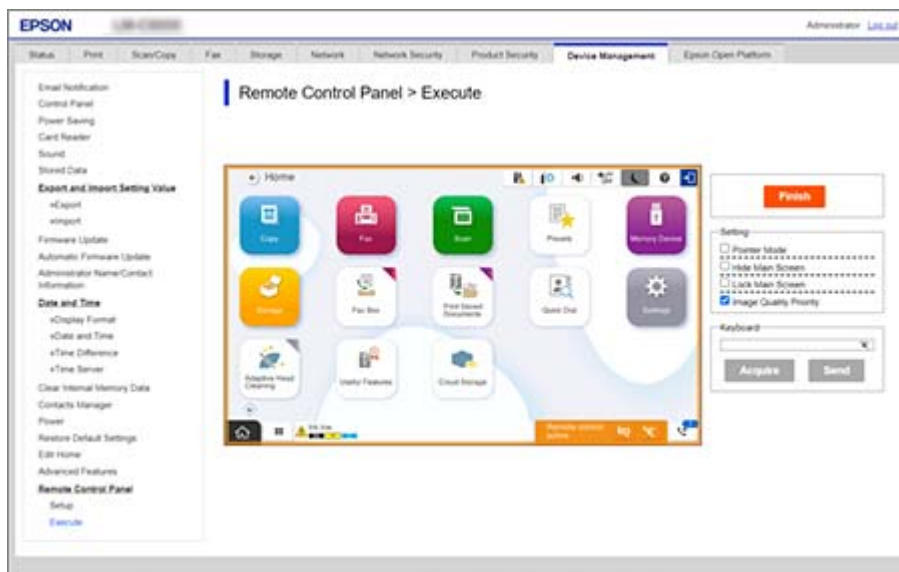 EPSON
Administrator Log out
Status Print Scan/Copy Fax Storage Network Network Security Product Security Device Management Epson Open Platform
Email Notification
Control Panel
Power Saving
Card Reader
Sound
Stored Data
Export and Import Setting Value
»Export
»Import
Firmware Update
Automatic Firmware Update
Administrator Name/Contact
Information
Date and Time
»Display Format
»Date and Time
»Time Difference
»Time Server
Clear Internal Memory Data
Contacts Manager
Power
Restore Default Settings
Edit Home
Advanced Features
Remote Control Panel
Setup
Execute
Remote Control Panel > Execute
Home
Copy
Fax
Scan
Presets
Memory Device
Storage
Fax Box
Print Stored
Documents
Quick Dial
Settings
Adaptive Head
Cleaning
Useful Features
Cloud Storage
Remote control
active
Finish
Setting
Pointer Mode
Hide Main Screen
Lock Main Screen
Image Quality Priority
Keyboard
Acquire Send